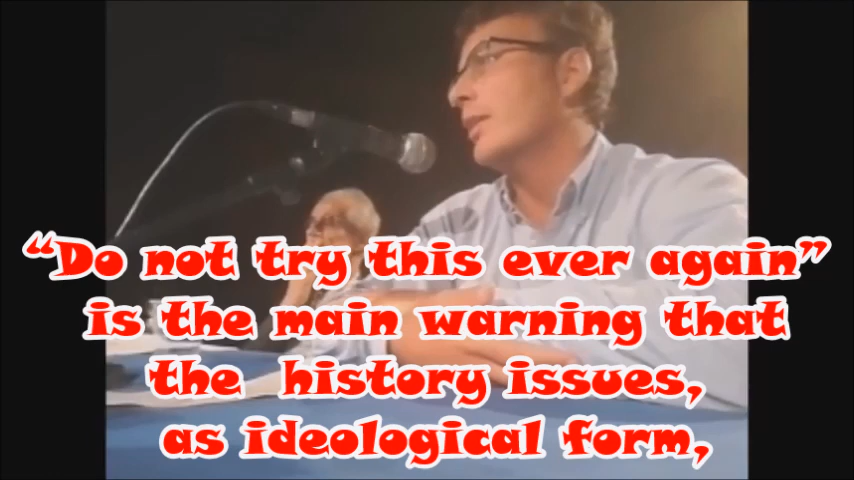 “Do not try this ever again”
is the main warning that
the history issues,
as ideological form,